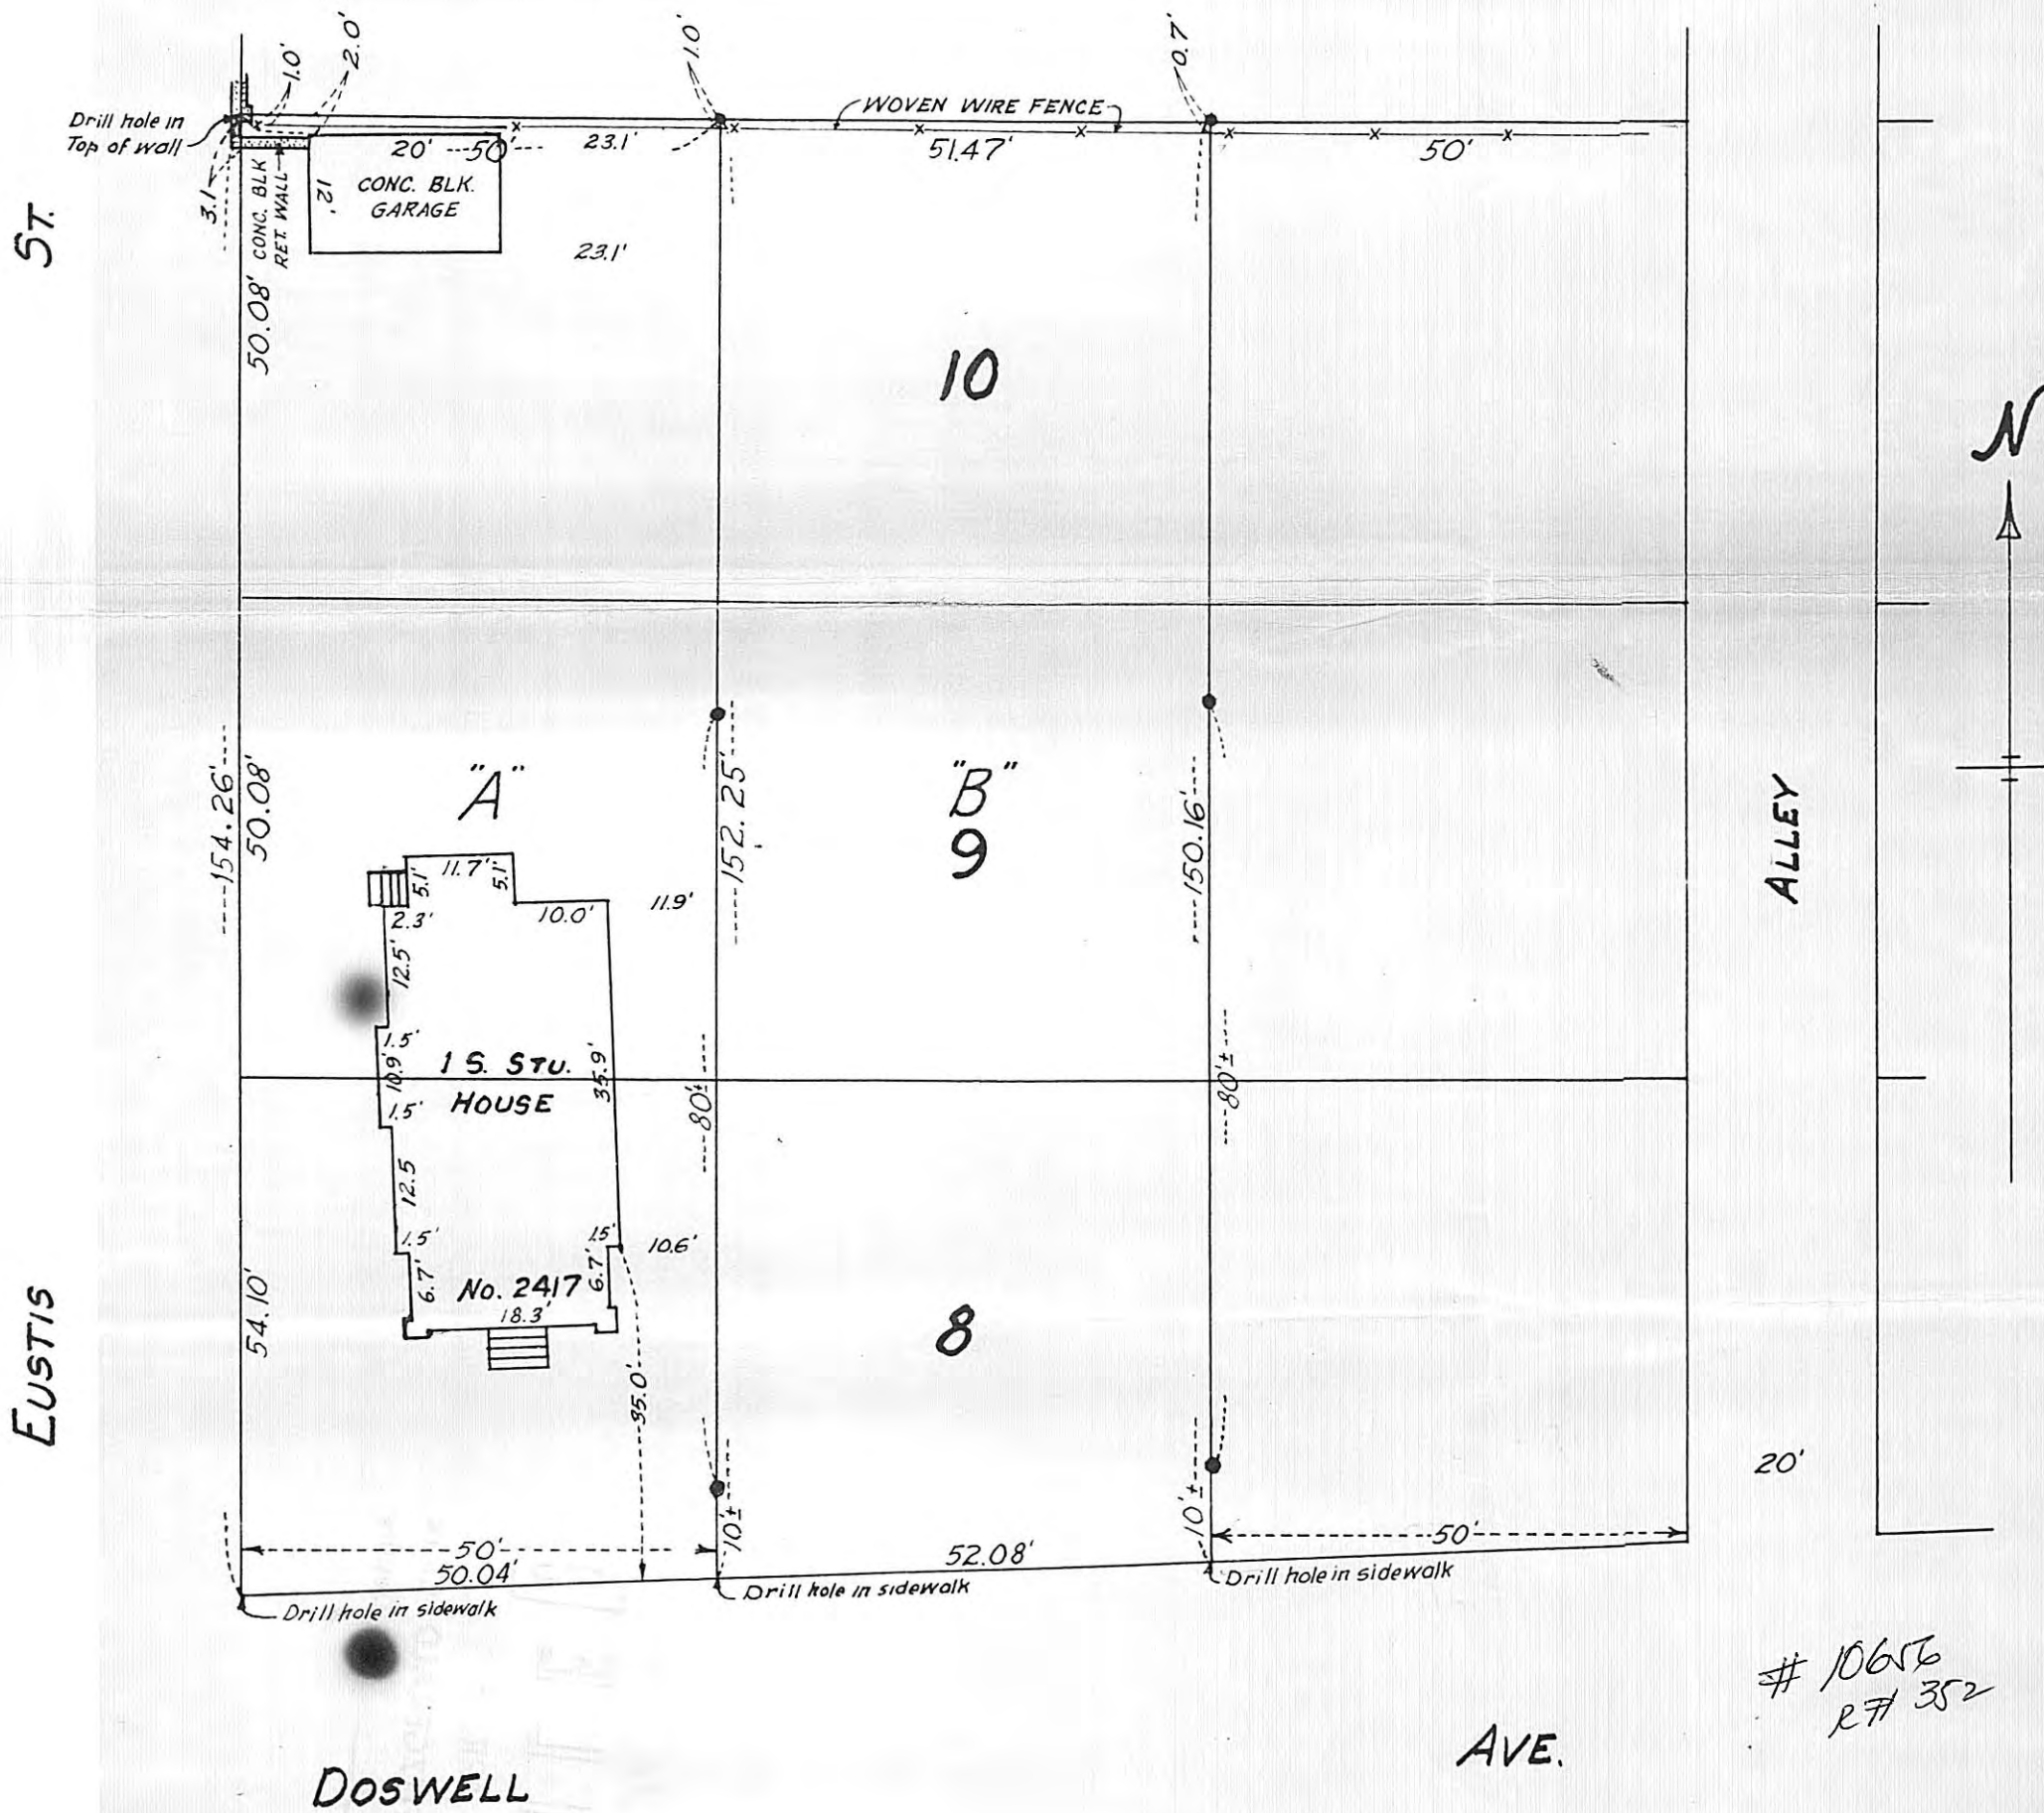 1.0'
2.0'
1.0'
0.7'
Drill hole in
Top of wall
WOVEN WIRE FENCE
20'
50'
23.1'
51.47'
50'
3.1'
CONC. BLK
RET. WALL
12'
CONC. BLK.
GARAGE
23.1'
ST.
50.08'
10
N
"A"
"B"
9
154.26'
50.08'
152.25'
150.16'
ALLEY
5.1'
11.7'
5.1'
2.3'
10.0'
11.9'
12.5'
1.5'
10.9'
1 S. STU.
HOUSE
35.9'
80'±
80'±
1.5'
12.5
1.5'
1.5'
10.6'
6.7'
No. 2417
6.7'
18.3'
8
EUSTIS
54.10'
35.0'
20'
10'±
10'±
50'
50'
50.04'
52.08'
Drill hole in sidewalk
Drill hole in sidewalk
Drill hole in sidewalk
# 10656
352
AVE.
DOSWELL